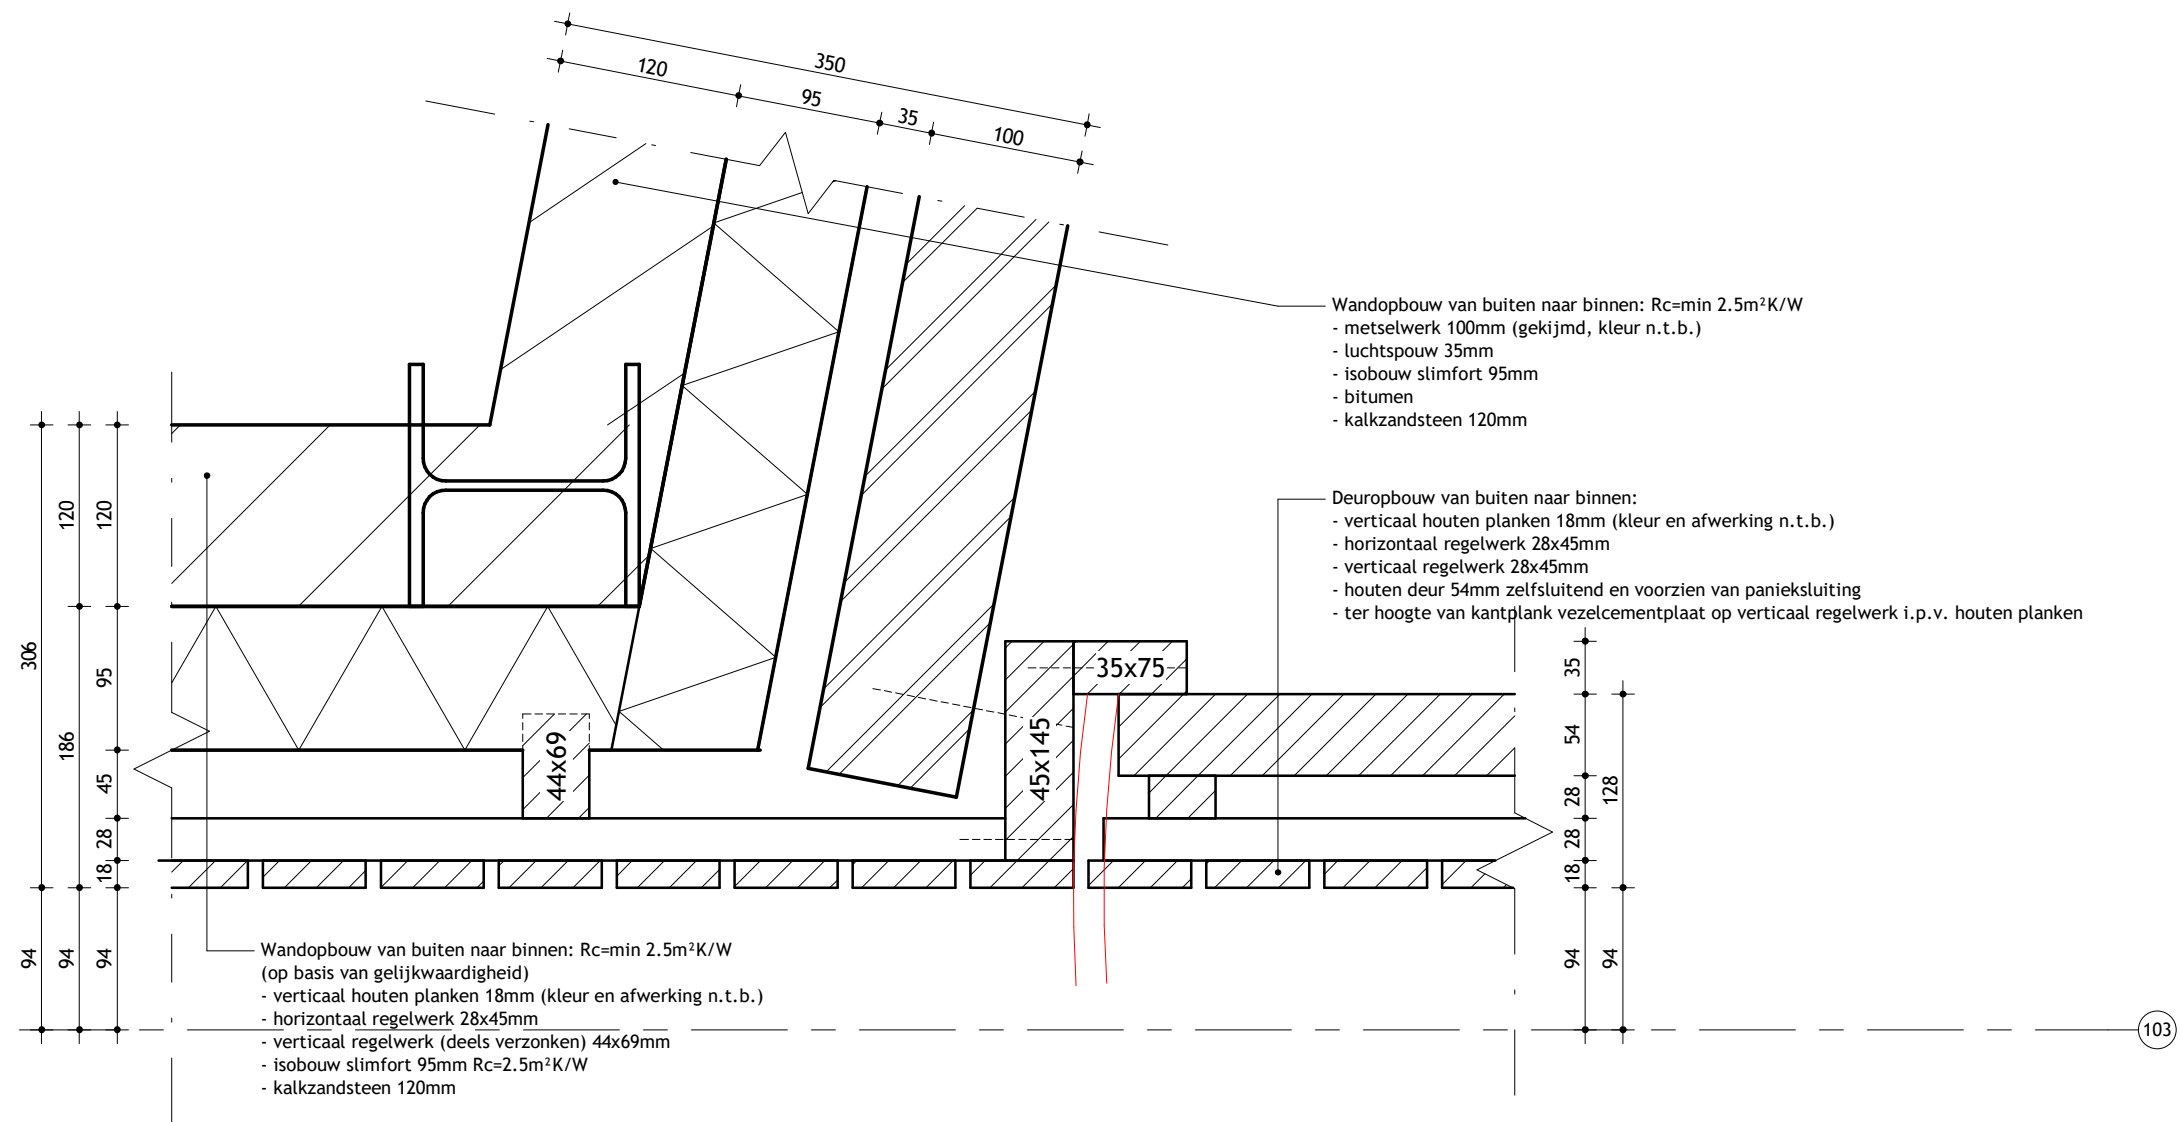 350
120
95
35
100
Wandopbouw van buiten naar binnen: Rc=min 2.5m²K/W
- metselwerk 100mm (gekijmd, kleur n.t.b.)
- luchtspouw 35mm
- isobouw slimfort 95mm
- bitumen
- kalkzandsteen 120mm
Deuropbouw van buiten naar binnen:
- verticaal houten planken 18mm (kleur en afwerking n.t.b.)
- horizontaal regelwerk 28x45mm
- verticaal regelwerk 28x45mm
- houten deur 54mm zelfsluitend en voorzien van panieksluiting
- ter hoogte van kantplank vezelcementplaat op verticaal regelwerk i.p.v. houten planken
306
94
120
186
94
120
95
45
28
18
94
44x69
45x145
35x75
35
54
28
28
18
94
128
94
Wandopbouw van buiten naar binnen: Rc=min 2.5m²K/W
(op basis van gelijkwaardigheid)
- verticaal houten planken 18mm (kleur en afwerking n.t.b.)
- horizontaal regelwerk 28x45mm
- verticaal regelwerk (deels verzonken) 44x69mm
- isobouw slimfort 95mm Rc=2.5m²K/W
- kalkzandsteen 120mm
103